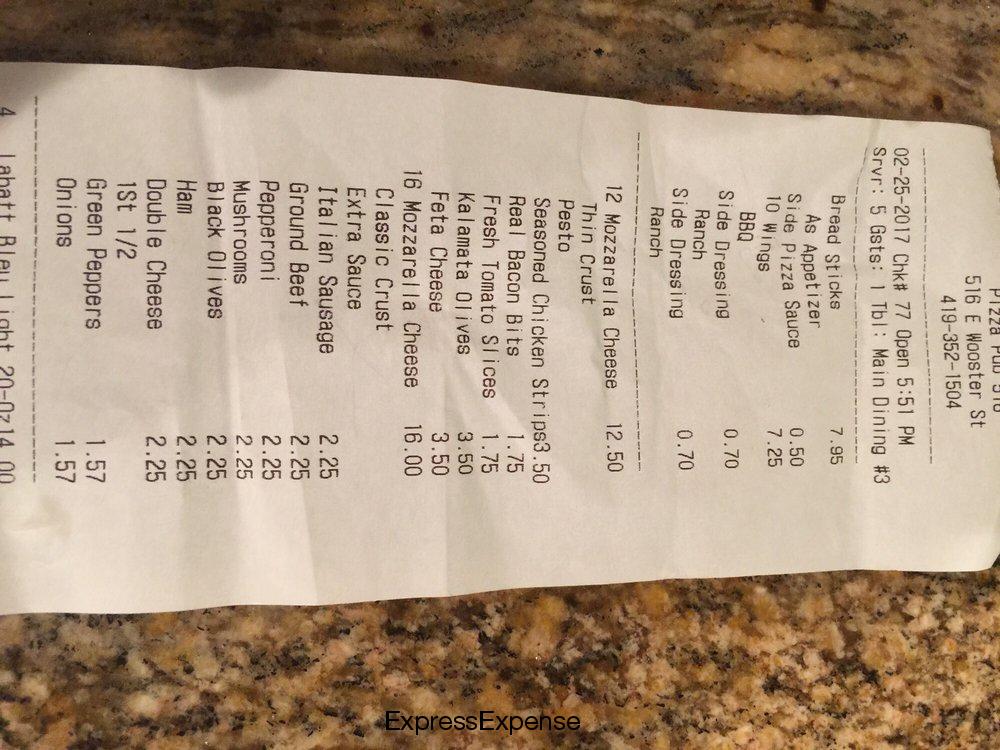 Pizza Pub 516
516 E Wooster St
419-352-1504
02-25-2017 Chk# 77 Open 5:51 PM
Srvr: 5 Gsts: 1 Tbl: Main Dining #3
Bread Sticks 7.95
As Appetizer
Side Pizza Sauce 0.50
10 Wings 7.25
BBQ
Side Dressing 0.70
Ranch
Side Dressing 0.70
Ranch
12 Mozzarella Cheese 12.50
Thin Crust
Pesto
Seasoned Chicken Strips3.50
Real Bacon Bits 1.75
Fresh Tomato Slices 1.75
Kalamata Olives 3.50
Feta Cheese 3.50
16 Mozzarella Cheese 16.00
Classic Crust
Extra Sauce
Italian Sausage 2.25
Ground Beef 2.25
Pepperoni 2.25
Mushrooms 2.25
Black Olives 2.25
Ham 2.25
Double Cheese 2.25
1St 1/2
Green Peppers 1.57
Onions 1.57
4 Labatt Bleu Light 20-Oz14.00
ExpressExpense